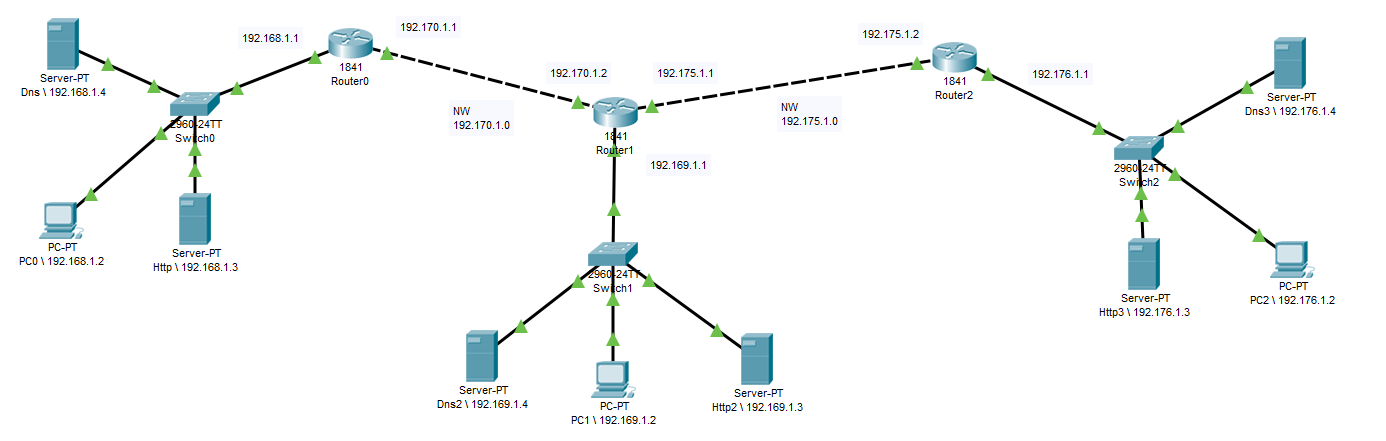 192.168.1.1
1841
Router0
192.170.1.1
192.170.1.2
NW
192.170.1.0
1841
Router1
192.175.1.1
NW
192.175.1.0
192.175.1.2
1841
Router2
192.176.1.1
Server-PT
Dns \ 192.168.1.4
2960-24TT
Switch0
PC-PT
PC0 \ 192.168.1.2
Server-PT
Http \ 192.168.1.3
192.169.1.1
2960-24TT
Switch1
Server-PT
Dns2 \ 192.169.1.4
PC-PT
PC1 \ 192.169.1.2
Server-PT
Http2 \ 192.169.1.3
Server-PT
Dns3 \ 192.176.1.4
2960-24TT
Switch2
Server-PT
Http3 \ 192.176.1.3
PC-PT
PC2 \ 192.176.1.2